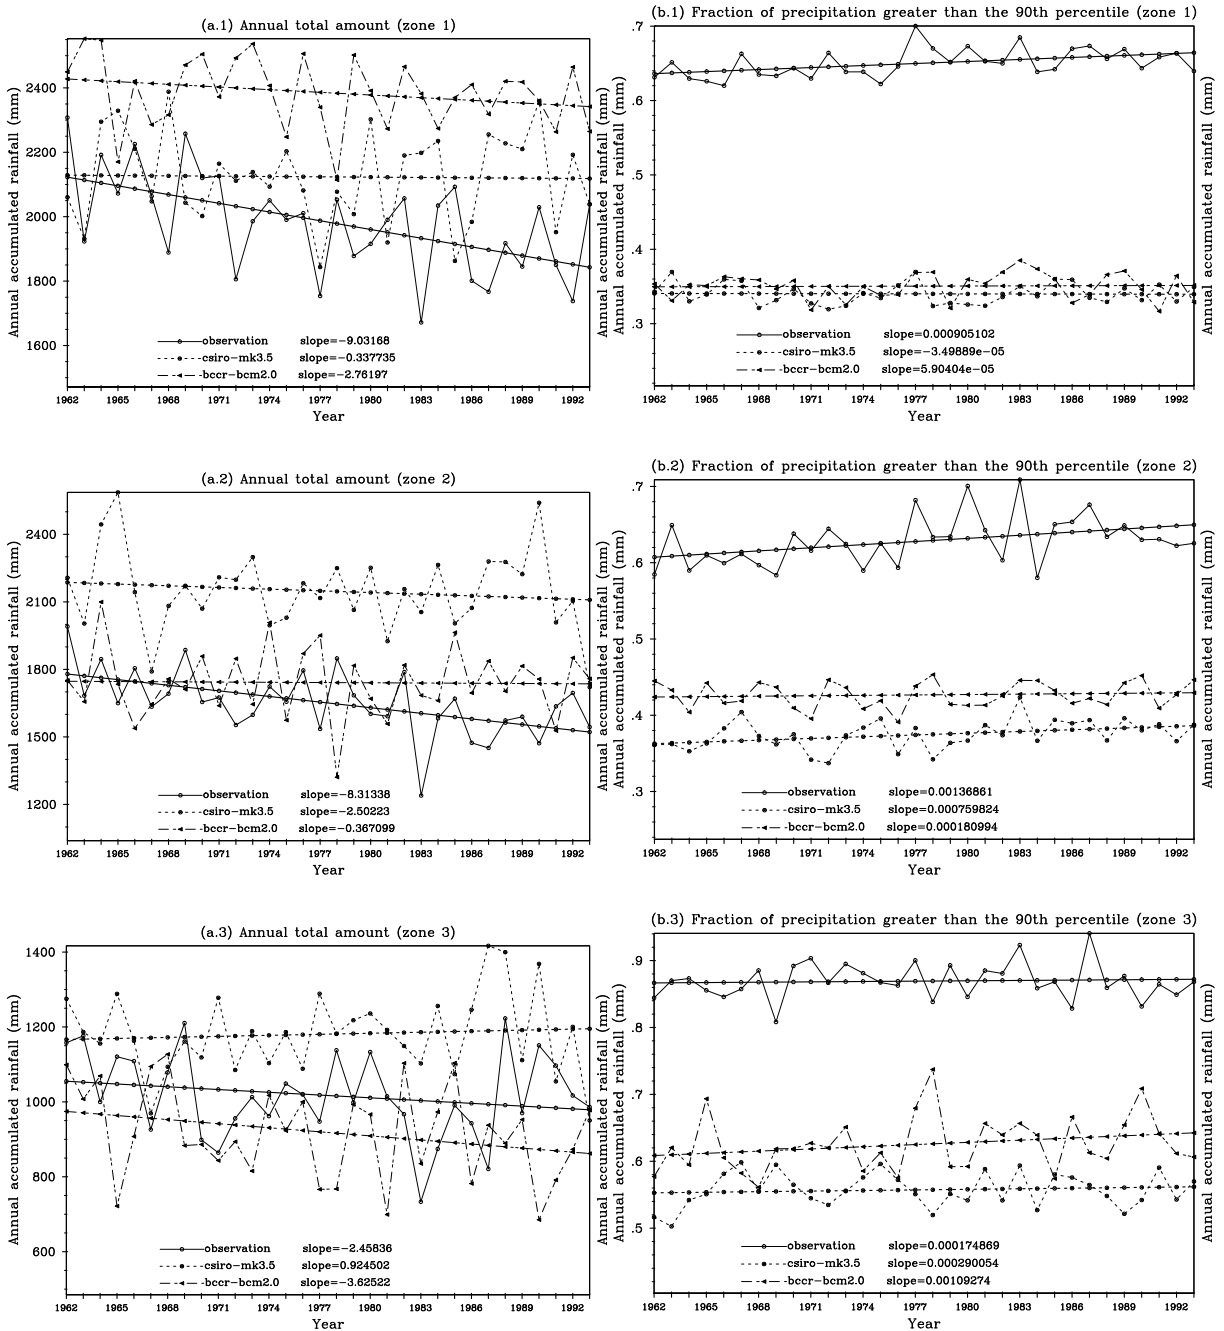 (a.1) Annual total amount (zone 1)
Annual accumulated rainfall (mm)
2400
2200
2000
1800
1600
observation slope=-9.03168
csiro-mk3.5 slope=-0.337735
bccr-bcm2.0 slope=-2.76197
1962 1965 1968 1971 1974 1977 1980 1983 1986 1989 1992
Year
Annual accumulated rainfall (mm)
(b.1) Fraction of precipitation greater than the 90th percentile (zone 1)
Annual accumulated rainfall (mm)
.7
.6
.5
.4
.3
observation slope=0.000905102
csiro-mk3.5 slope=-3.49889e-05
bccr-bcm2.0 slope=5.90404e-05
1962 1965 1968 1971 1974 1977 1980 1983 1986 1989 1992
Year
Annual accumulated rainfall (mm)
(a.2) Annual total amount (zone 2)
Annual accumulated rainfall (mm)
2400
2100
1800
1500
1200
observation slope=-8.31338
csiro-mk3.5 slope=-2.50223
bccr-bcm2.0 slope=-0.367099
1962 1965 1968 1971 1974 1977 1980 1983 1986 1989 1992
Year
Annual accumulated rainfall (mm)
(b.2) Fraction of precipitation greater than the 90th percentile (zone 2)
Annual accumulated rainfall (mm)
.7
.6
.5
.4
.3
observation slope=0.00136861
csiro-mk3.5 slope=0.000759824
bccr-bcm2.0 slope=0.000180994
1962 1965 1968 1971 1974 1977 1980 1983 1986 1989 1992
Year
Annual accumulated rainfall (mm)
(a.3) Annual total amount (zone 3)
Annual accumulated rainfall (mm)
1400
1200
1000
800
600
observation slope=-2.45836
csiro-mk3.5 slope=0.924502
bccr-bcm2.0 slope=-3.62522
1962 1965 1968 1971 1974 1977 1980 1983 1986 1989 1992
Year
Annual accumulated rainfall (mm)
(b.3) Fraction of precipitation greater than the 90th percentile (zone 3)
Annual accumulated rainfall (mm)
.9
.8
.7
.6
.5
observation slope=0.000174869
csiro-mk3.5 slope=0.000290054
bccr-bcm2.0 slope=0.00109274
1962 1965 1968 1971 1974 1977 1980 1983 1986 1989 1992
Year
Annual accumulated rainfall (mm)